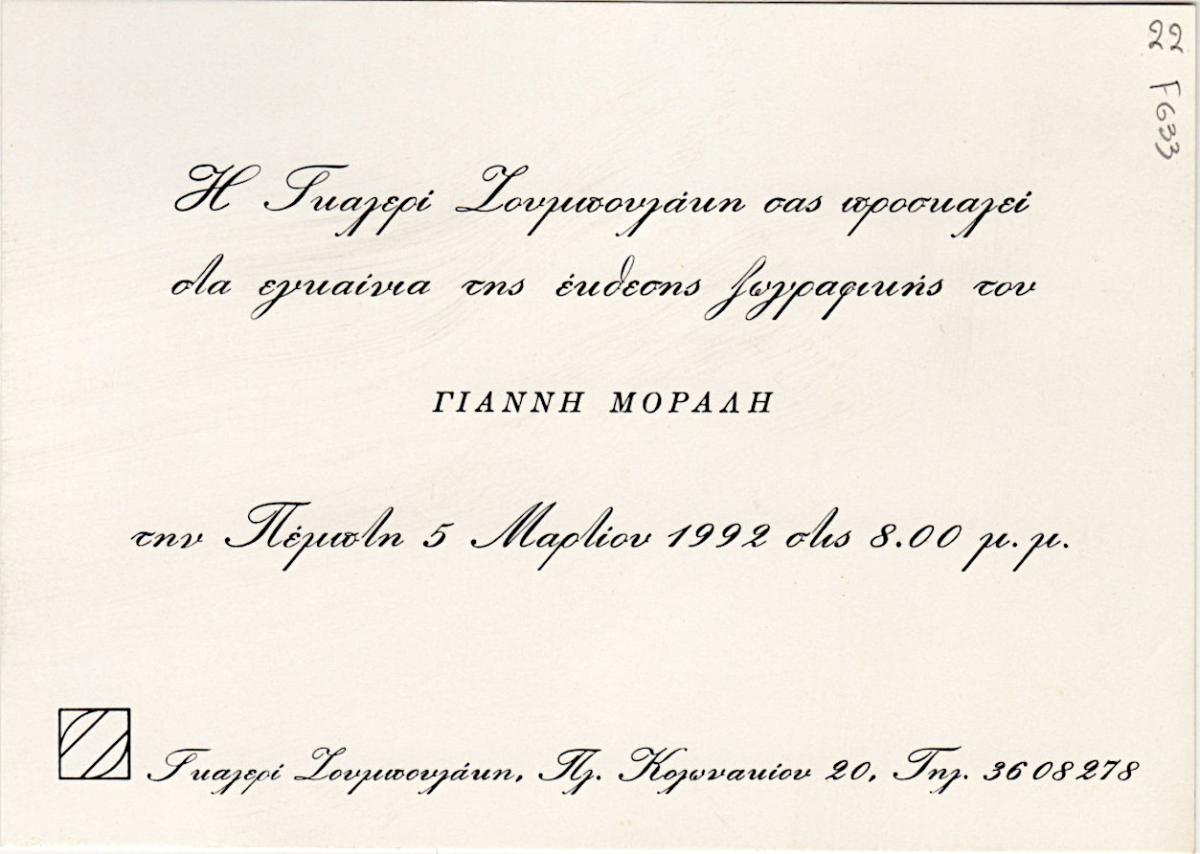 22
F633
Η Γκαλερί Ζουμπουλάκη σας προσκαλεί
στα εγκαίνια της έκθεσης ζωγραφικής του
ΓΙΑΝΝΗ ΜΟΡΑΛΗ
την Πέμπτη 5 Μαρτίου 1992 στις 8.00 μ.μ.
Γκαλερί Ζουμπουλάκη, Πλ. Κολωνακίου 20, Τηλ. 3608278